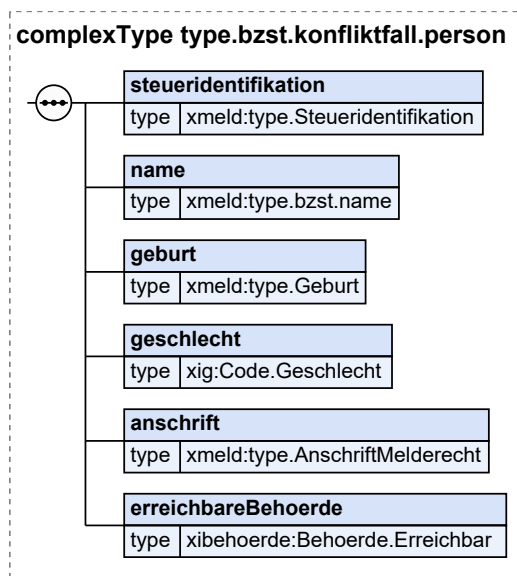 complexType type.bzst.konfliktfall.person
steueridentifikation
type xmeld:type.Steueridentifikation
name
type xmeld:type.bzst.name
geburt
type xmeld:type.Geburt
geschlecht
type xig:Code.Geschlecht
anschrift
type xmeld:type.AnschriftMelderecht
erreichbareBehoerde
type xibehoerde:Behoerde.Erreichbar